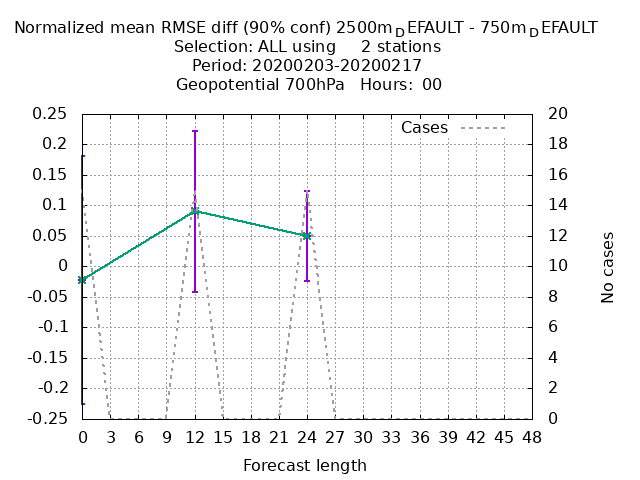 Normalized mean RMSE diff (90% conf) 2500mDEFAULT - 750mDEFAULT
Selection: ALL using     2 stations
Period: 20200203-20200217
Geopotential 700hPa   Hours:  00
Cases
0.25
0.2
0.15
0.1
0.05
0
-0.05
-0.1
-0.15
-0.2
-0.25
20
18
16
14
12
10
8
6
4
2
0
No cases
0 3 6 9 12 15 18 21 24 27 30 33 36 39 42 45 48
Forecast length